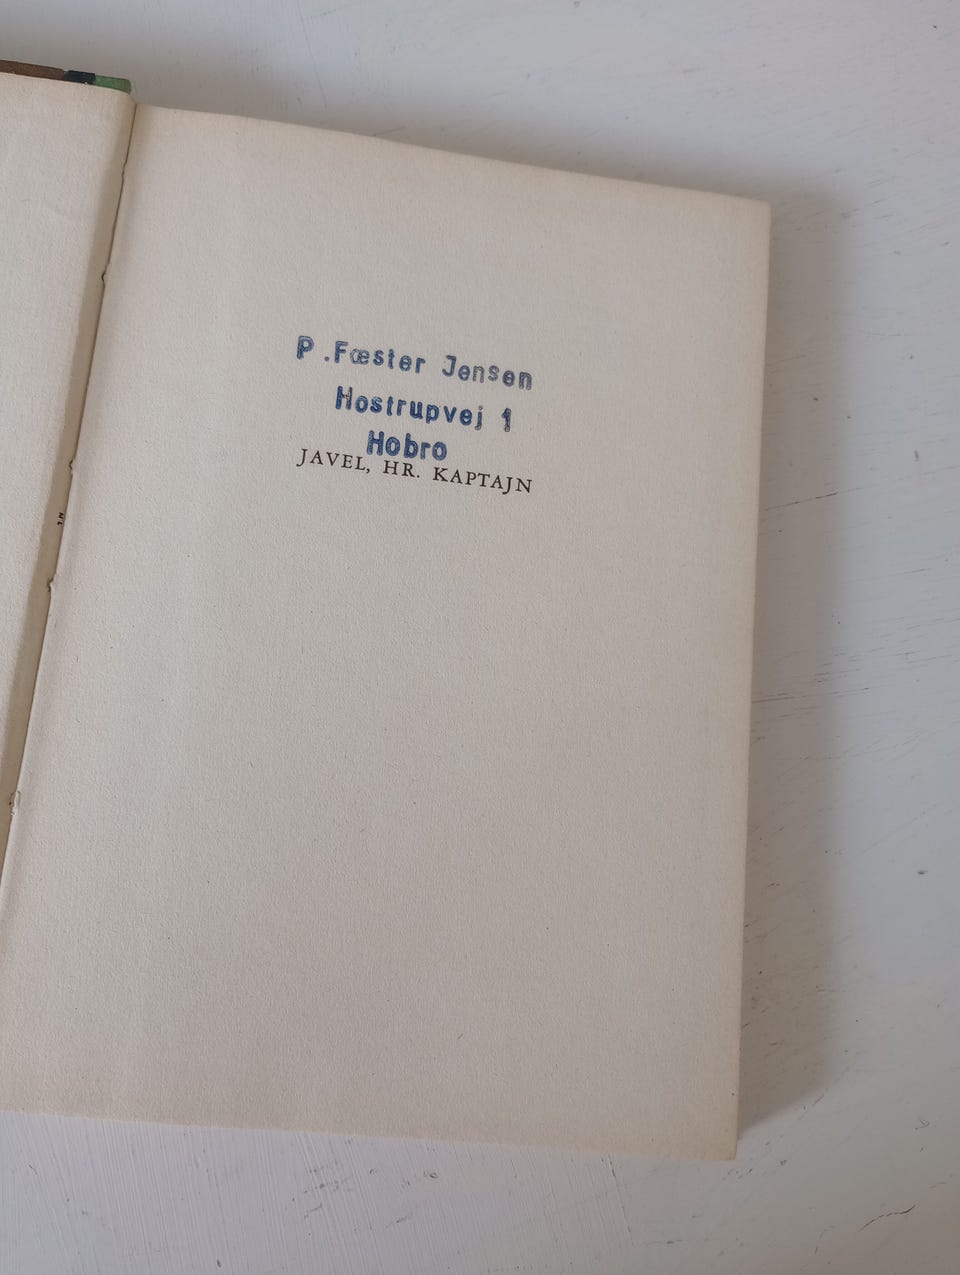 P.Fæster Jensen
Hostrupvej 1
Hobro
JAVEL, HR. KAPTAJN